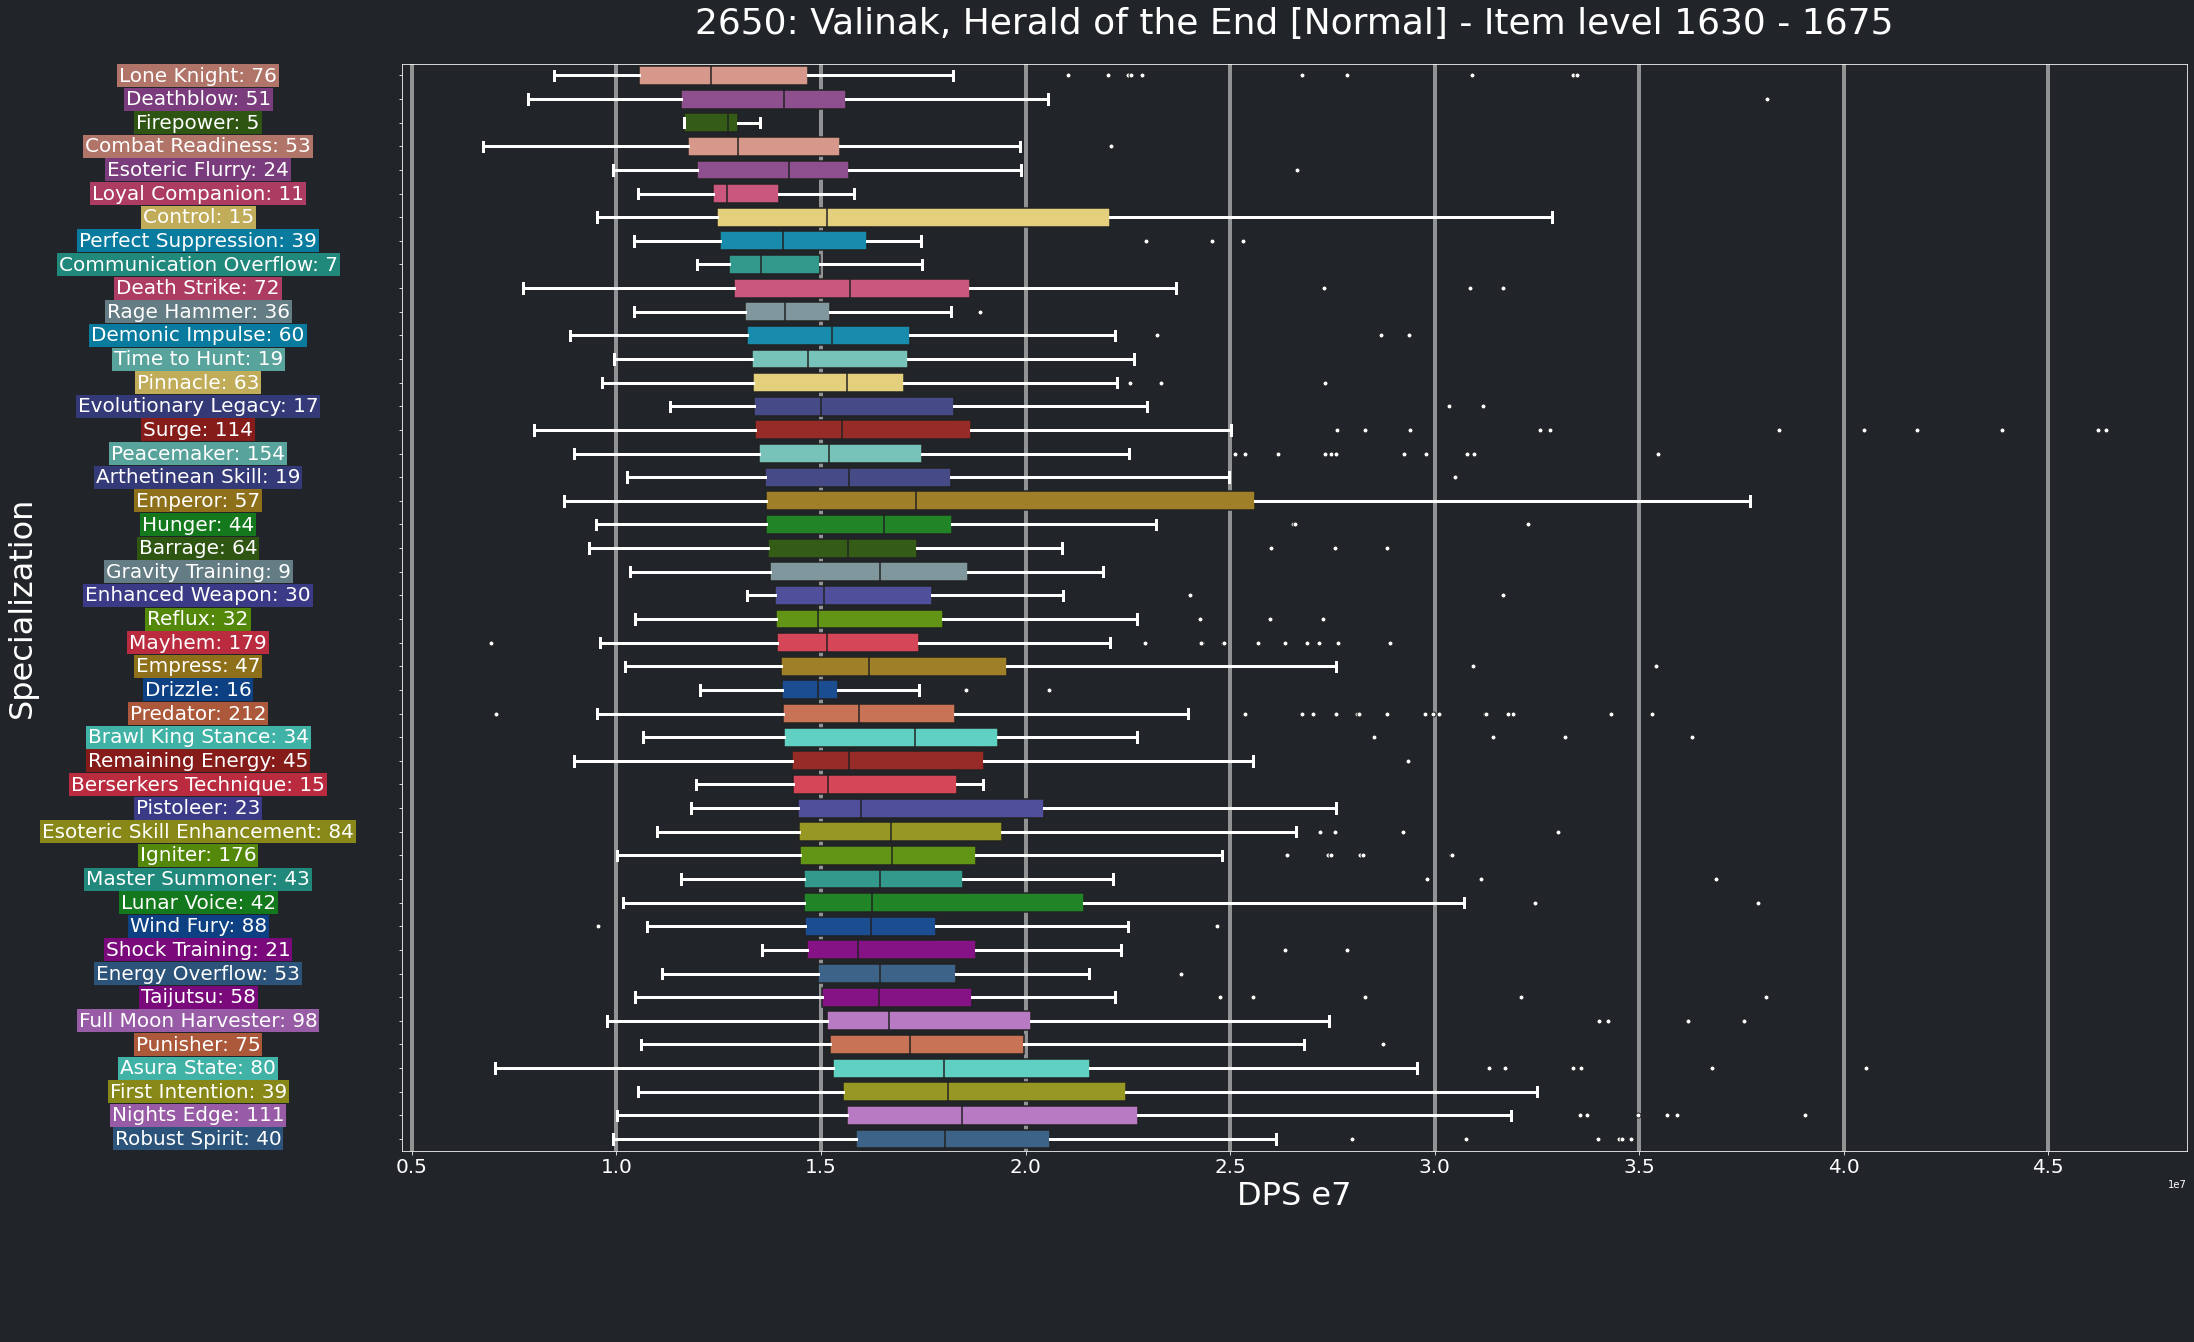 2650: Valinak, Herald of the End [Normal] - Item level 1630 - 1675
Lone Knight: 76
Deathblow: 51
Firepower: 5
Combat Readiness: 53
Esoteric Flurry: 24
Loyal Companion: 11
Control: 15
Perfect Suppression: 39
Communication Overflow: 7
Death Strike: 72
Rage Hammer: 36
Demonic Impulse: 60
Time to Hunt: 19
Pinnacle: 63
Evolutionary Legacy: 17
Surge: 114
Peacemaker: 154
Arthetinean Skill: 19
Emperor: 57
Hunger: 44
Barrage: 64
Gravity Training: 9
Enhanced Weapon: 30
Reflux: 32
Mayhem: 179
Empress: 47
Drizzle: 16
Predator: 212
Brawl King Stance: 34
Remaining Energy: 45
Berserkers Technique: 15
Pistoleer: 23
Esoteric Skill Enhancement: 84
Igniter: 176
Master Summoner: 43
Lunar Voice: 42
Wind Fury: 88
Shock Training: 21
Energy Overflow: 53
Taijutsu: 58
Full Moon Harvester: 98
Punisher: 75
Asura State: 80
First Intention: 39
Nights Edge: 111
Robust Spirit: 40
Specialization
0.5 1.0 1.5 2.0 2.5 3.0 3.5 4.0 4.5
1e7
DPS e7